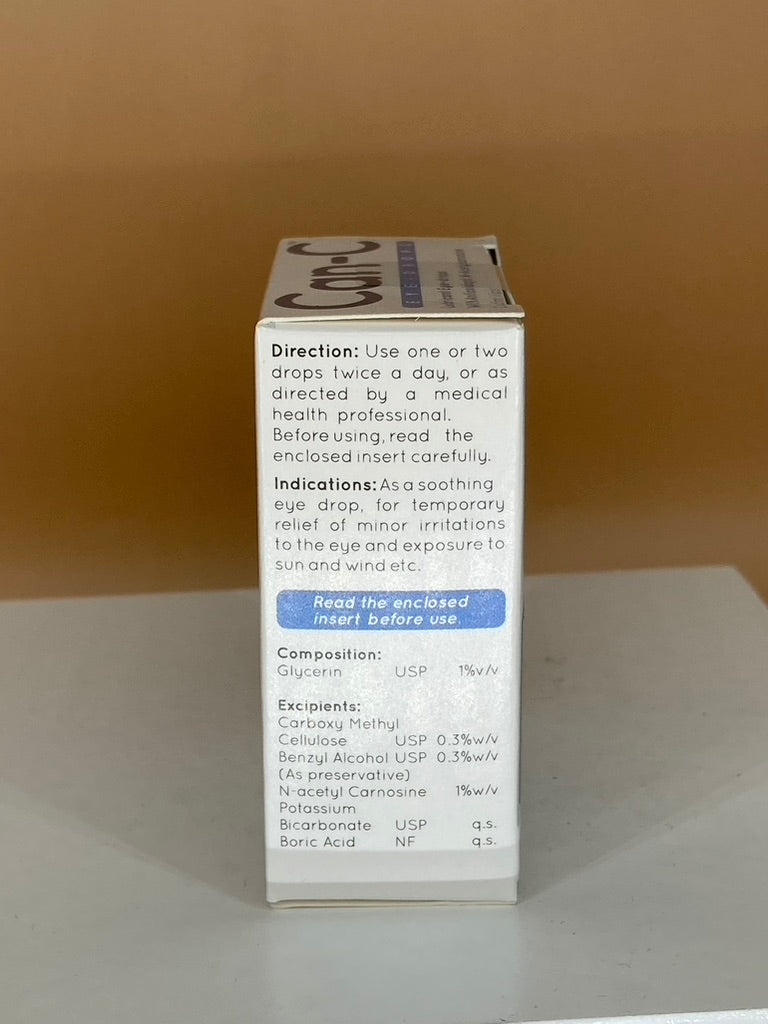 Can-C
EYE-DROPS
Direction: Use one or two
drops twice a day, or as
directed by a medical
health professional.
Before using, read the
enclosed insert carefully.
Indications: As a soothing
eye drop, for temporary
relief of minor irritations
to the eye and exposure to
sun and wind etc.
Read the enclosed
insert before use.
Composition:
Glycerin USP 1%v/v
Excipients:
Carboxy Methyl
Cellulose USP 0.3%w/v
Benzyl Alcohol USP 0.3%w/v
(As preservative)
N-acetyl Carnosine 1%w/v
Potassium
Bicarbonate USP q.s.
Boric Acid NF q.s.